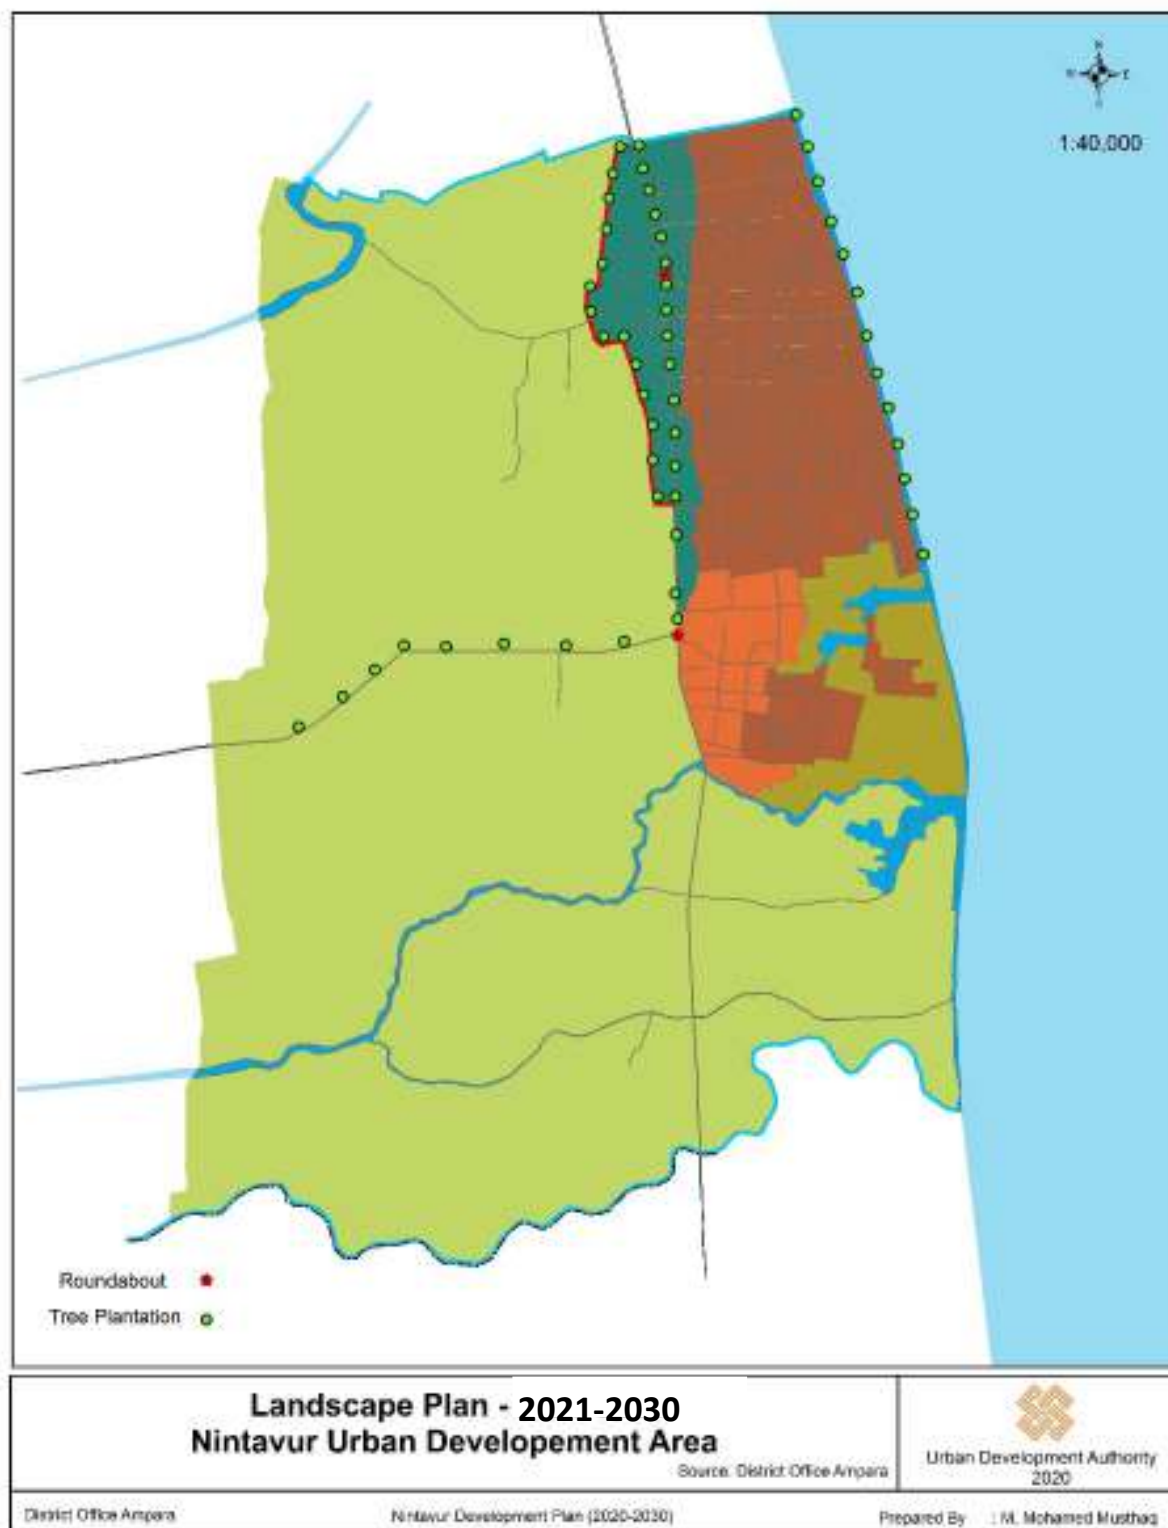 N
W E
S
1:40,000
Roundabout
Tree Plantation
Landscape Plan - 2021-2030
Nintavur Urban Developement Area
Source: District Office Ampara
Urban Development Authority
2020
District Office Ampara
Nintavur Development Plan (2020-2030)
Prepared By : M. Mohamed Musthaq